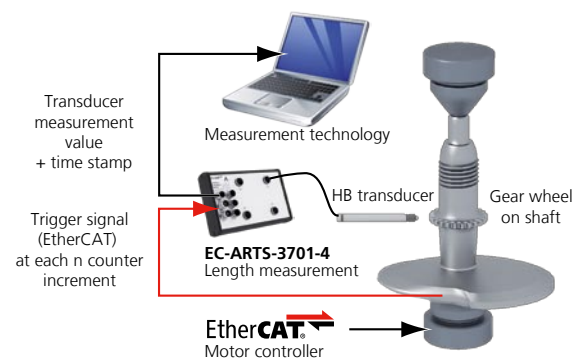 Transducer
measurement
value
+ time stamp
Measurement technology
Trigger signal
(EtherCAT)
at each n counter
increment
EC-ARTS-3701-4
Length measurement
HB transducer
Gear wheel
on shaft
EtherCAT®
Motor controller